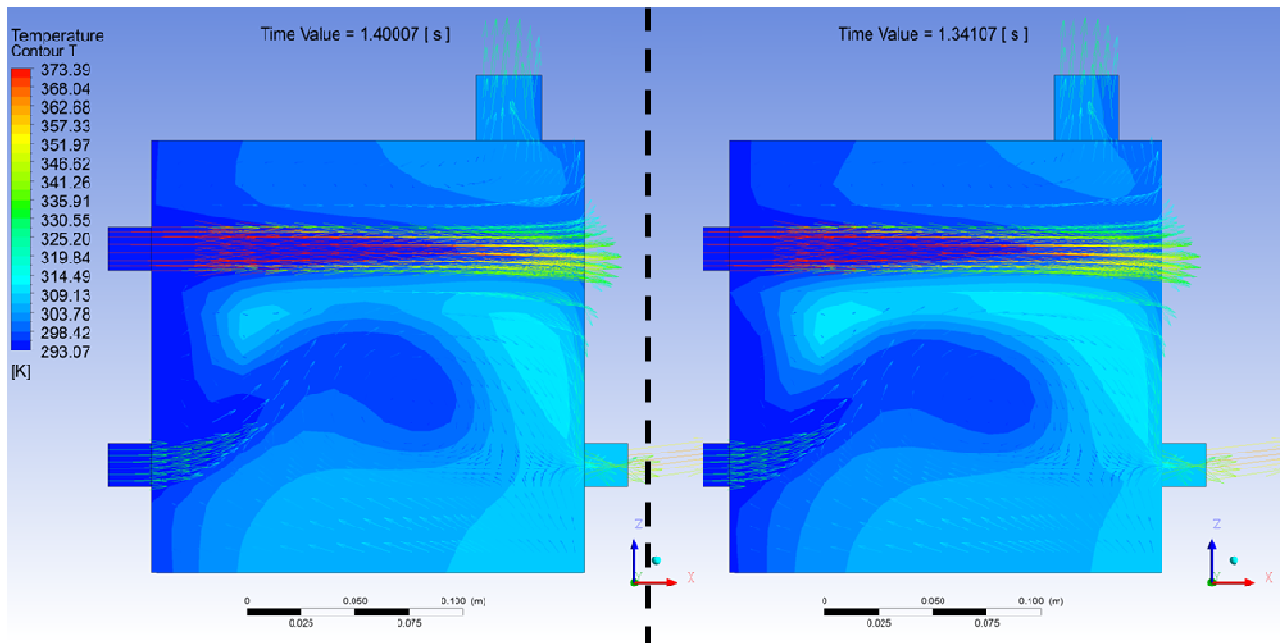 Time Value = 1.40007 [ s ]
Time Value = 1.34107 [ s ]
Temperature
Contour T
373.39
368.04
362.68
357.33
351.97
346.62
341.26
335.91
330.55
325.20
319.84
314.49
309.13
303.78
298.42
293.07
[K]
Z
Y
X
Z
Y
X
0 0.050 0.100 (m)
0.025 0.075
0 0.050 0.100 (m)
0.025 0.075